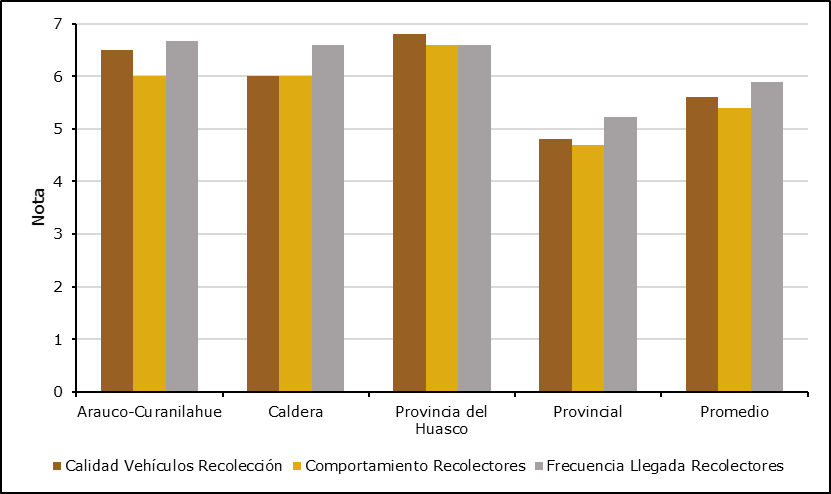 7
6
5
4
3
2
1
0
Nota
Arauco-Curanilahue
Caldera
Provincia del
Huasco
Provincial
Promedio
Calidad Vehículos Recolección
Comportamiento Recolectores
Frecuencia Llegada Recolectores